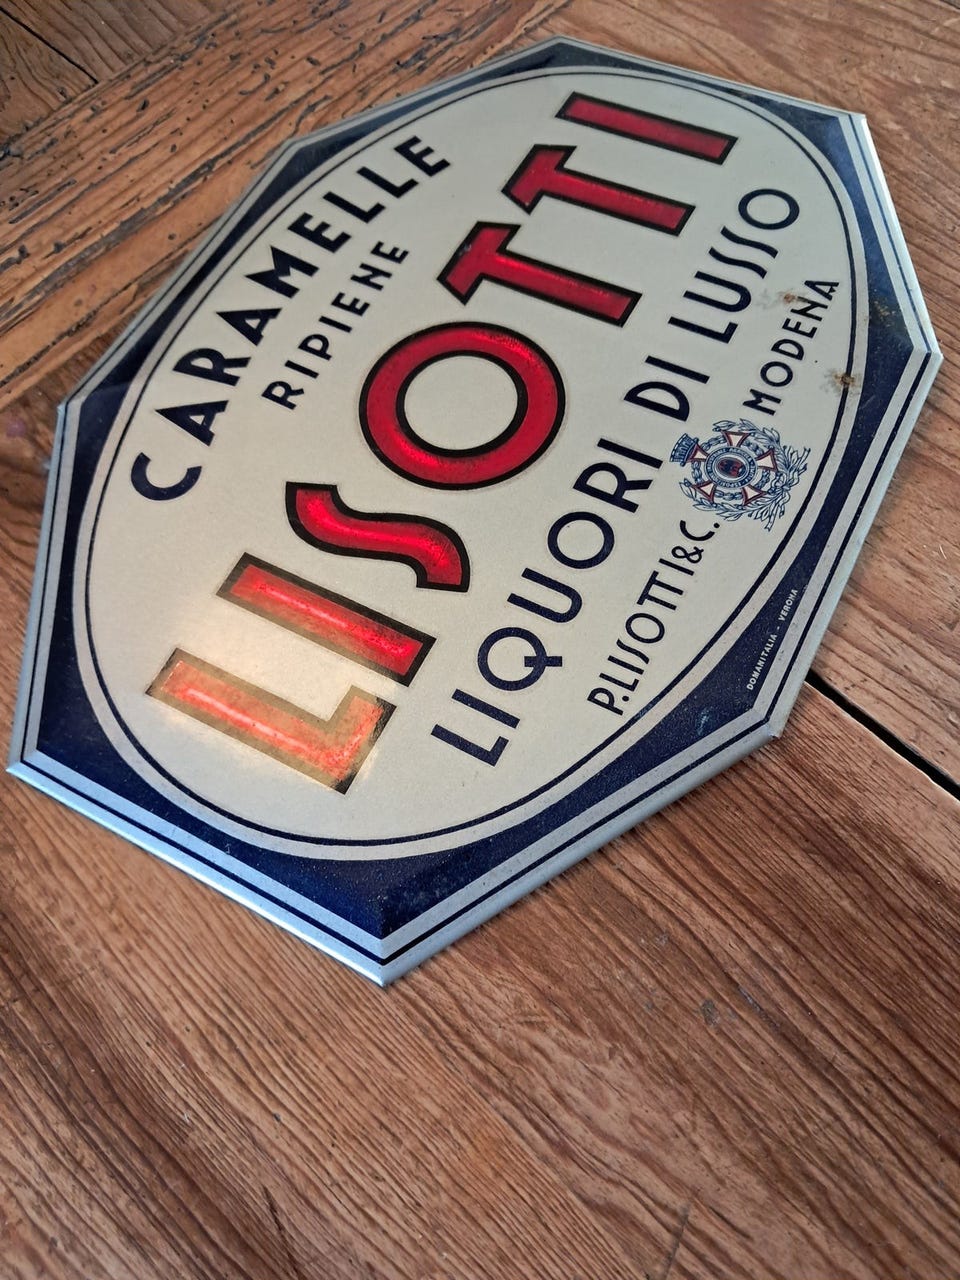 CARAMELLE
RIPIENE
LISOTTI
LIQUORI DI LUSSO
P. LISOTTI & C. MODENA
DOMANITALIA - VERONA